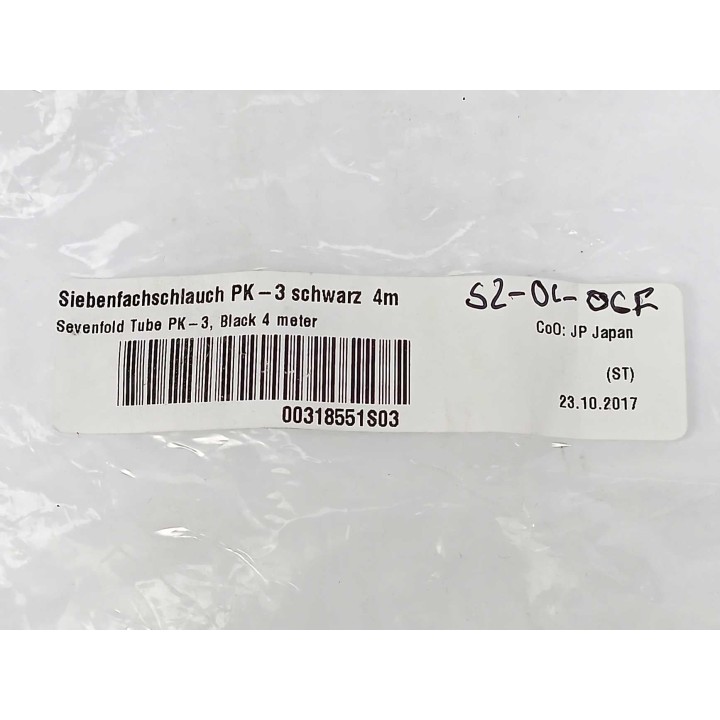 Siebenfachschlauch PK-3 schwarz 4m
Sevenfold Tube PK-3, Black 4 meter
00318551S03
S2-OL-OCF
CoO: JP Japan
(ST)
23.10.2017